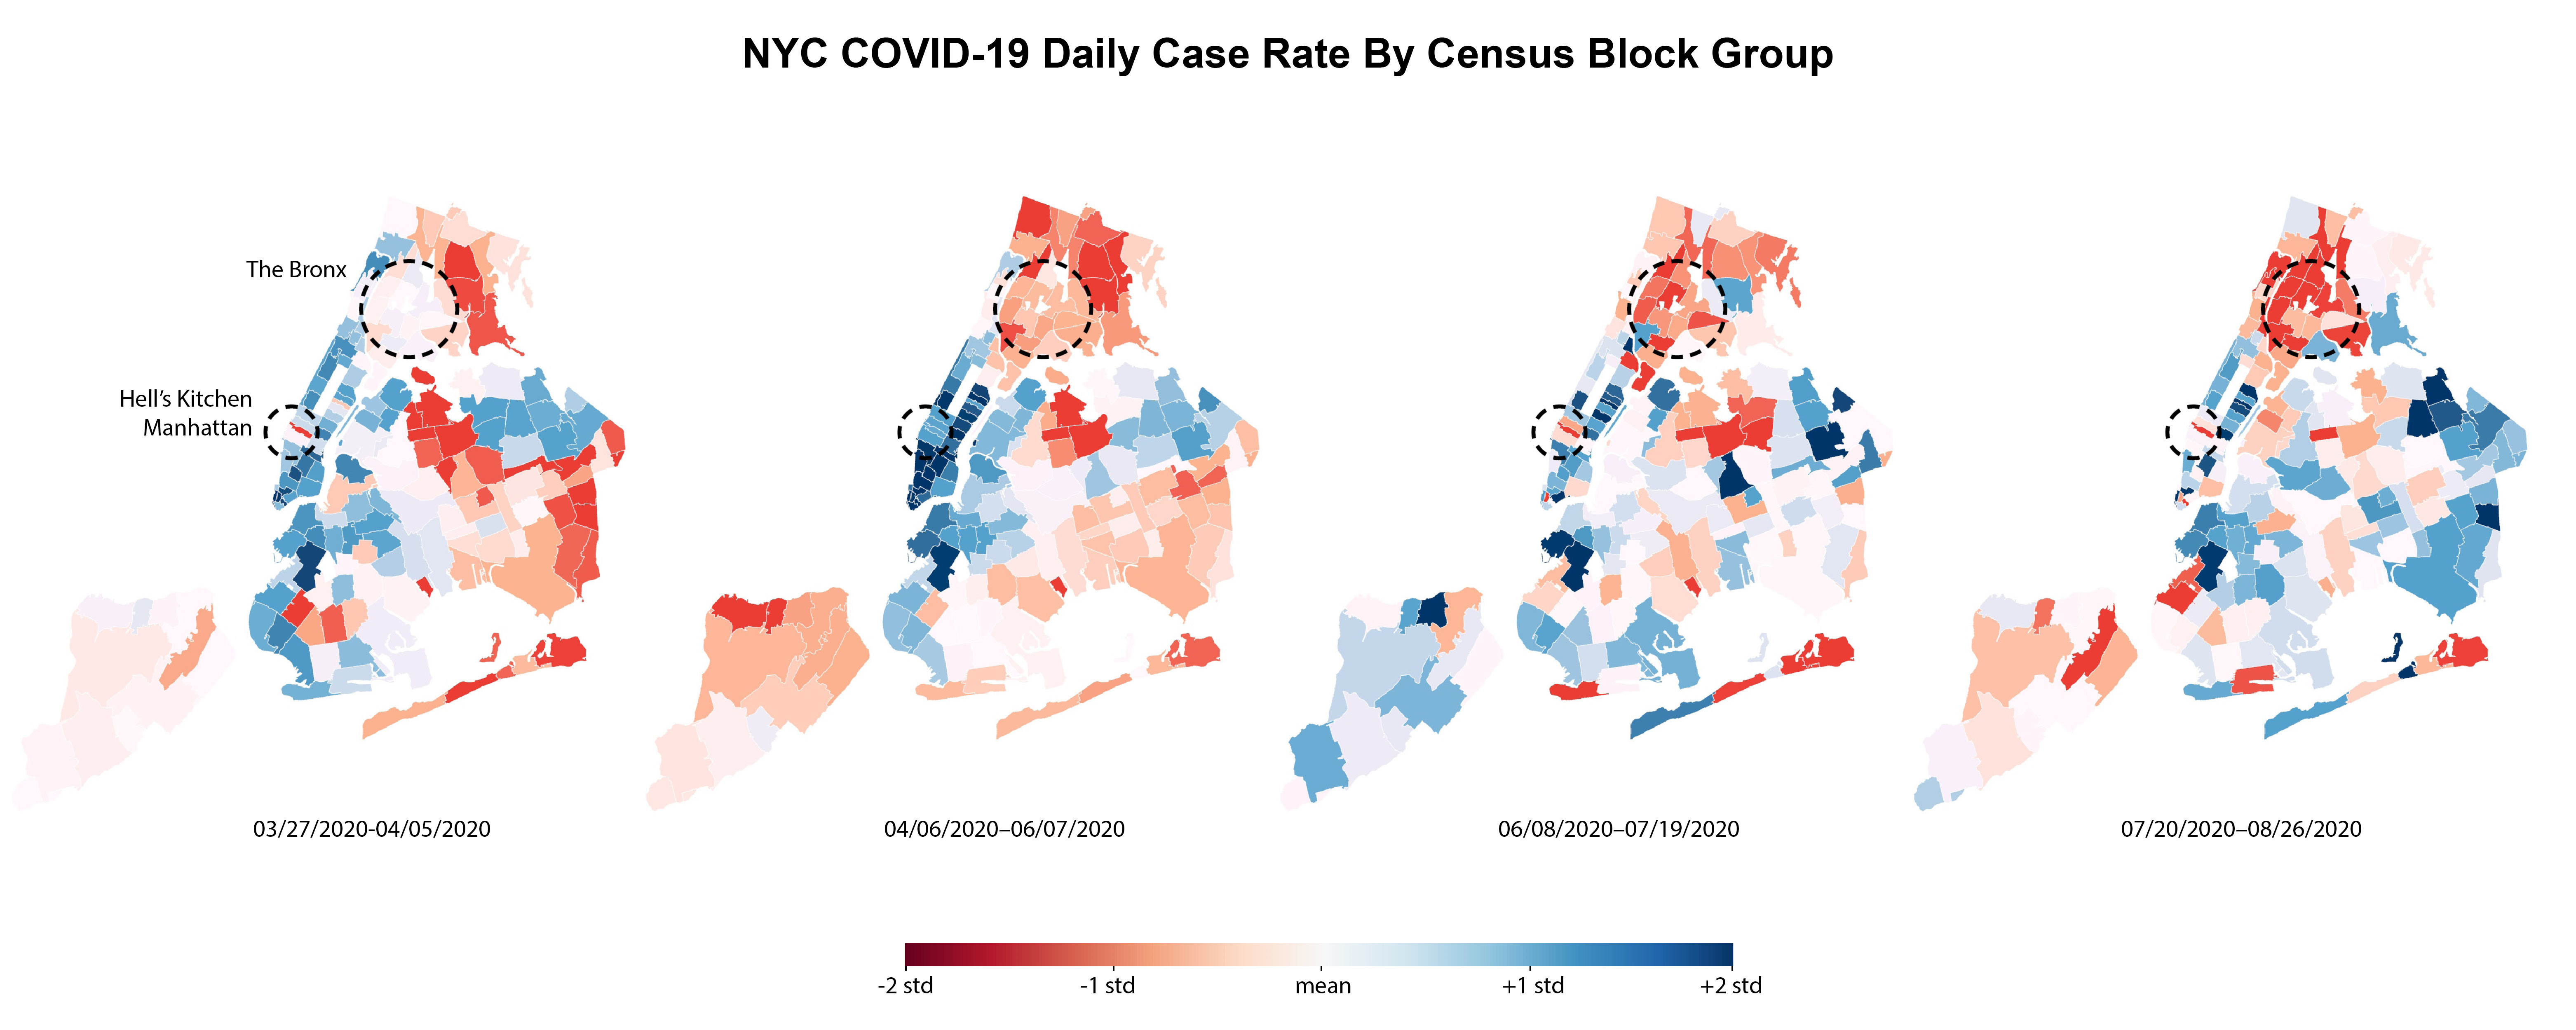 NYC COVID-19 Daily Case Rate By Census Block Group
The Bronx
Hell’s Kitchen
Manhattan
03/27/2020-04/05/2020
04/06/2020–06/07/2020
06/08/2020–07/19/2020
07/20/2020–08/26/2020
-2 std
-1 std
mean
+1 std
+2 std